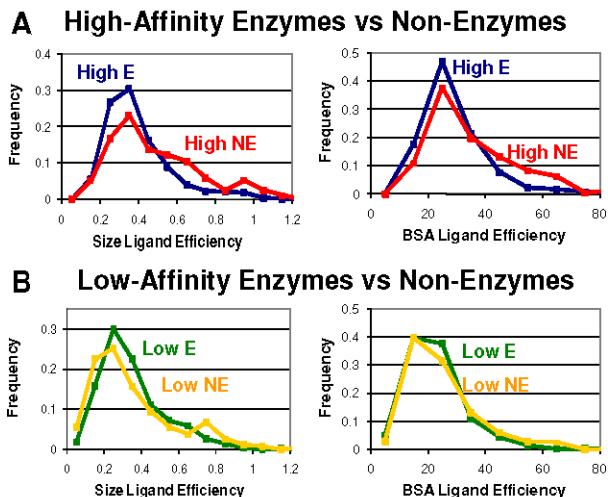 A High-Affinity Enzymes vs Non-Enzymes
0.4
0.3
0.2
0.1
0
Frequency
High E
High NE
0 0.2 0.4 0.6 0.8 1.0 1.2
Size Ligand Efficiency
0.5
0.4
0.3
0.2
0.1
0
Frequency
High E
High NE
0 20 40 60 80
BSA Ligand Efficiency
B Low-Affinity Enzymes vs Non-Enzymes
0.3
0.2
0.1
0
Frequency
Low E
Low NE
0 0.2 0.4 0.6 0.8 1.0 1.2
Size Ligand Efficiency
0.5
0.4
0.3
0.2
0.1
0
Frequency
Low E
Low NE
0 20 40 60 80
BSA Ligand Efficiency